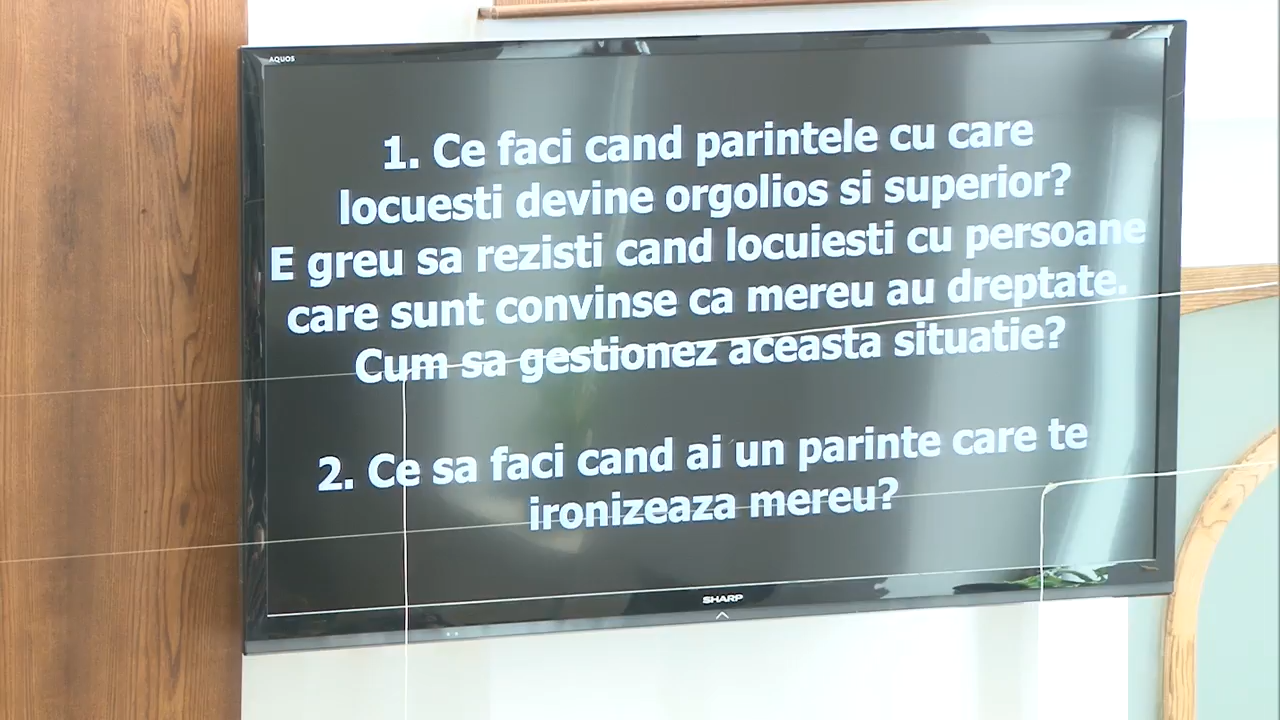 AQUOS
1. Ce faci cand parintele cu care
locuesti devine orgolios si superior?
E greu sa rezisti cand locuiesti cu persoane
care sunt convinse ca mereu au dreptate.
Cum sa gestionez aceasta situatie?
2. Ce sa faci cand ai un parinte care te
ironizeaza mereu?
SHARP